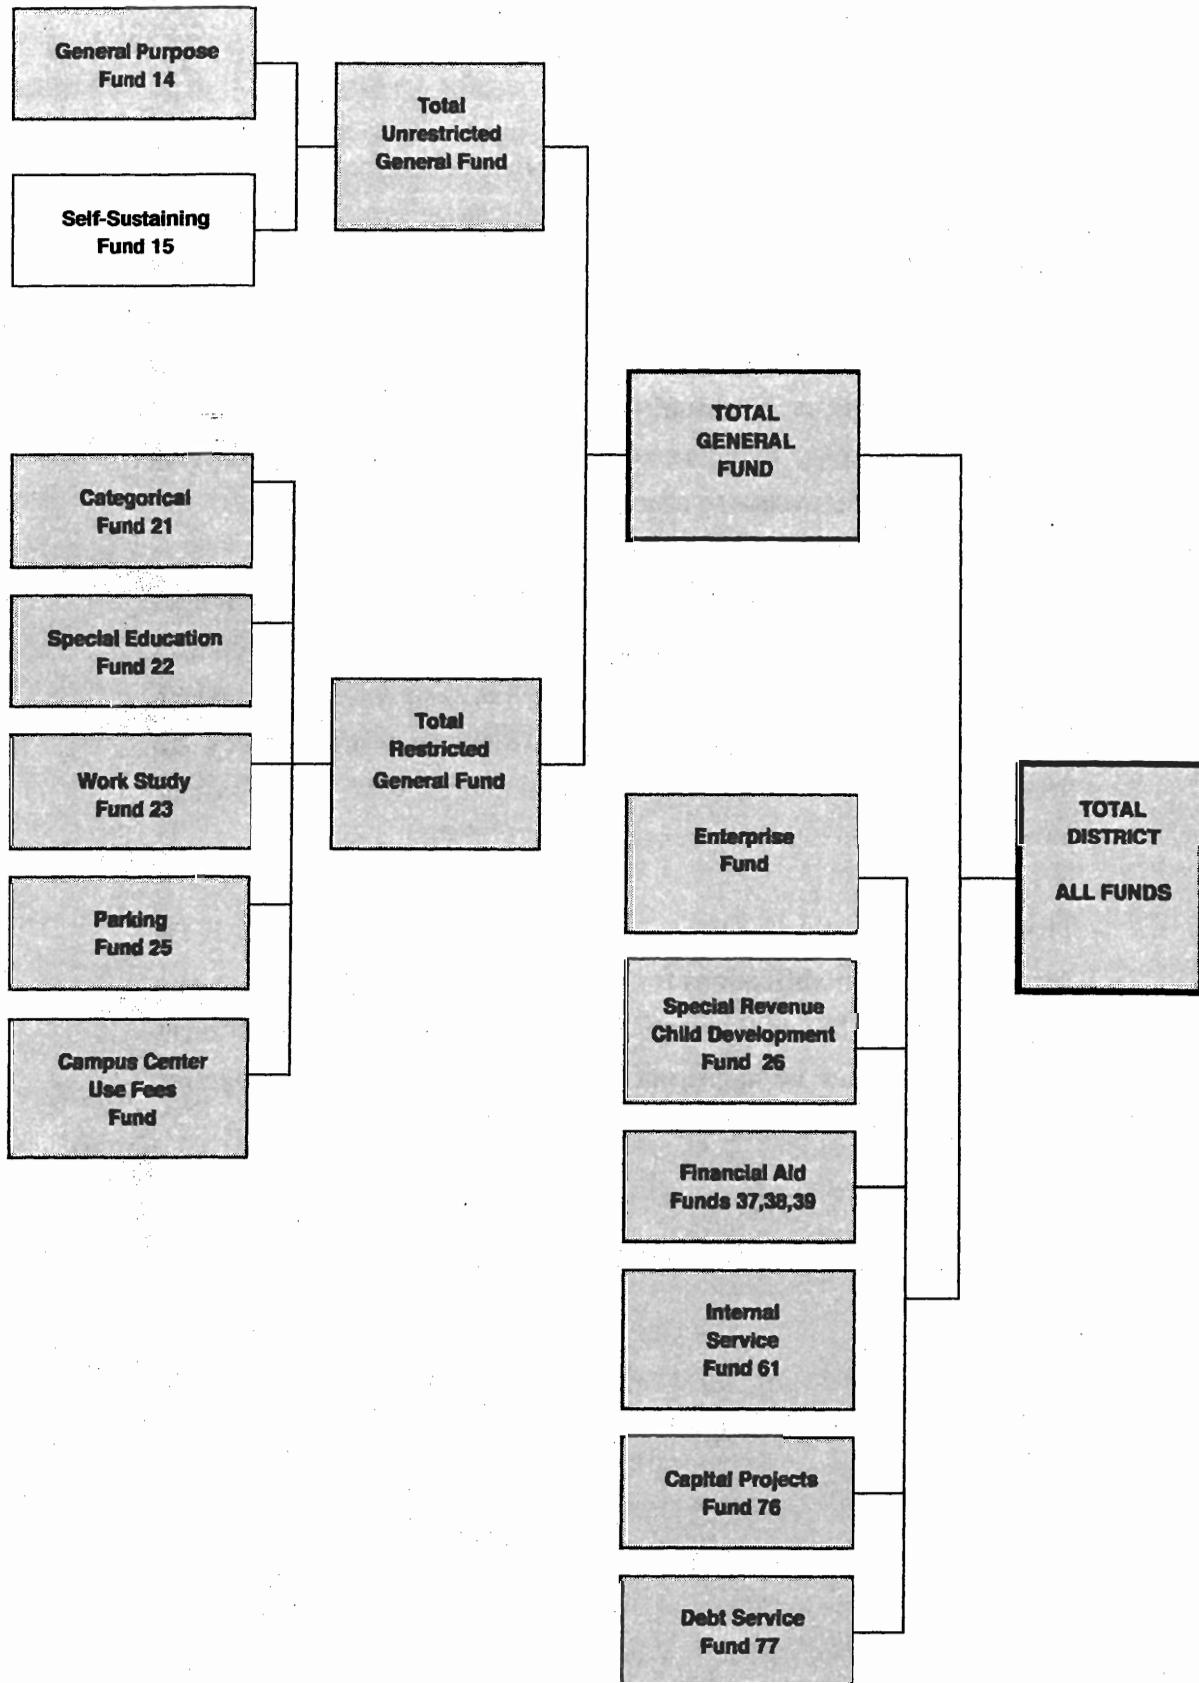 General Purpose
Fund 14
Total
Unrestricted
General Fund
Self-Sustaining
Fund 15
TOTAL
GENERAL
FUND
Categorical
Fund 21
Special Education
Fund 22
Work Study
Fund 23
Total
Restricted
General Fund
Parking
Fund 25
Campus Center
Use Fees
Fund
Enterprise
Fund
Special Revenue
Child Development
Fund 26
Financial Aid
Funds 37,38,39
Internal
Service
Fund 61
Capital Projects
Fund 76
Debt Service
Fund 77
TOTAL
DISTRICT
ALL FUNDS